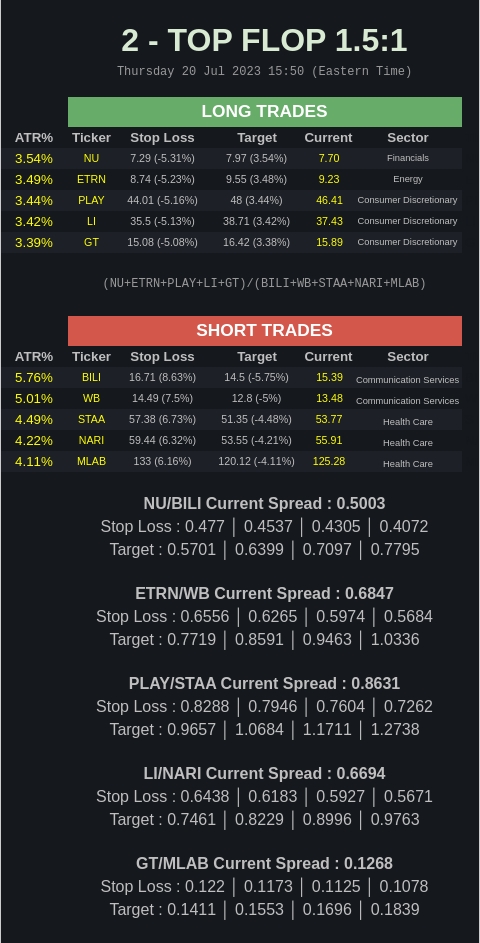 2 - TOP FLOP 1.5:1
Thursday 20 Jul 2023 15:50 (Eastern Time)
LONG TRADES
ATR% Ticker Stop Loss Target Current Sector
3.54% NU 7.29 (-5.31%) 7.97 (3.54%) 7.70 Financials
3.49% ETRN 8.74 (-5.23%) 9.55 (3.48%) 9.23 Energy
3.44% PLAY 44.01 (-5.16%) 48 (3.44%) 46.41 Consumer Discretionary
3.42% LI 35.5 (-5.13%) 38.71 (3.42%) 37.43 Consumer Discretionary
3.39% GT 15.08 (-5.08%) 16.42 (3.38%) 15.89 Consumer Discretionary
(NU+ETRN+PLAY+LI+GT)/(BILI+WB+STAA+NARI+MLAB)
SHORT TRADES
ATR% Ticker Stop Loss Target Current Sector
5.76% BILI 16.71 (8.63%) 14.5 (-5.75%) 15.39 Communication Services
5.01% WB 14.49 (7.5%) 12.8 (-5%) 13.48 Communication Services
4.49% STAA 57.38 (6.73%) 51.35 (-4.48%) 53.77 Health Care
4.22% NARI 59.44 (6.32%) 53.55 (-4.21%) 55.91 Health Care
4.11% MLAB 133 (6.16%) 120.12 (-4.11%) 125.28 Health Care
NU/BILI Current Spread : 0.5003
Stop Loss : 0.477 │ 0.4537 │ 0.4305 │ 0.4072
Target : 0.5701 │ 0.6399 │ 0.7097 │ 0.7795
ETRN/WB Current Spread : 0.6847
Stop Loss : 0.6556 │ 0.6265 │ 0.5974 │ 0.5684
Target : 0.7719 │ 0.8591 │ 0.9463 │ 1.0336
PLAY/STAA Current Spread : 0.8631
Stop Loss : 0.8288 │ 0.7946 │ 0.7604 │ 0.7262
Target : 0.9657 │ 1.0684 │ 1.1711 │ 1.2738
LI/NARI Current Spread : 0.6694
Stop Loss : 0.6438 │ 0.6183 │ 0.5927 │ 0.5671
Target : 0.7461 │ 0.8229 │ 0.8996 │ 0.9763
GT/MLAB Current Spread : 0.1268
Stop Loss : 0.122 │ 0.1173 │ 0.1125 │ 0.1078
Target : 0.1411 │ 0.1553 │ 0.1696 │ 0.1839